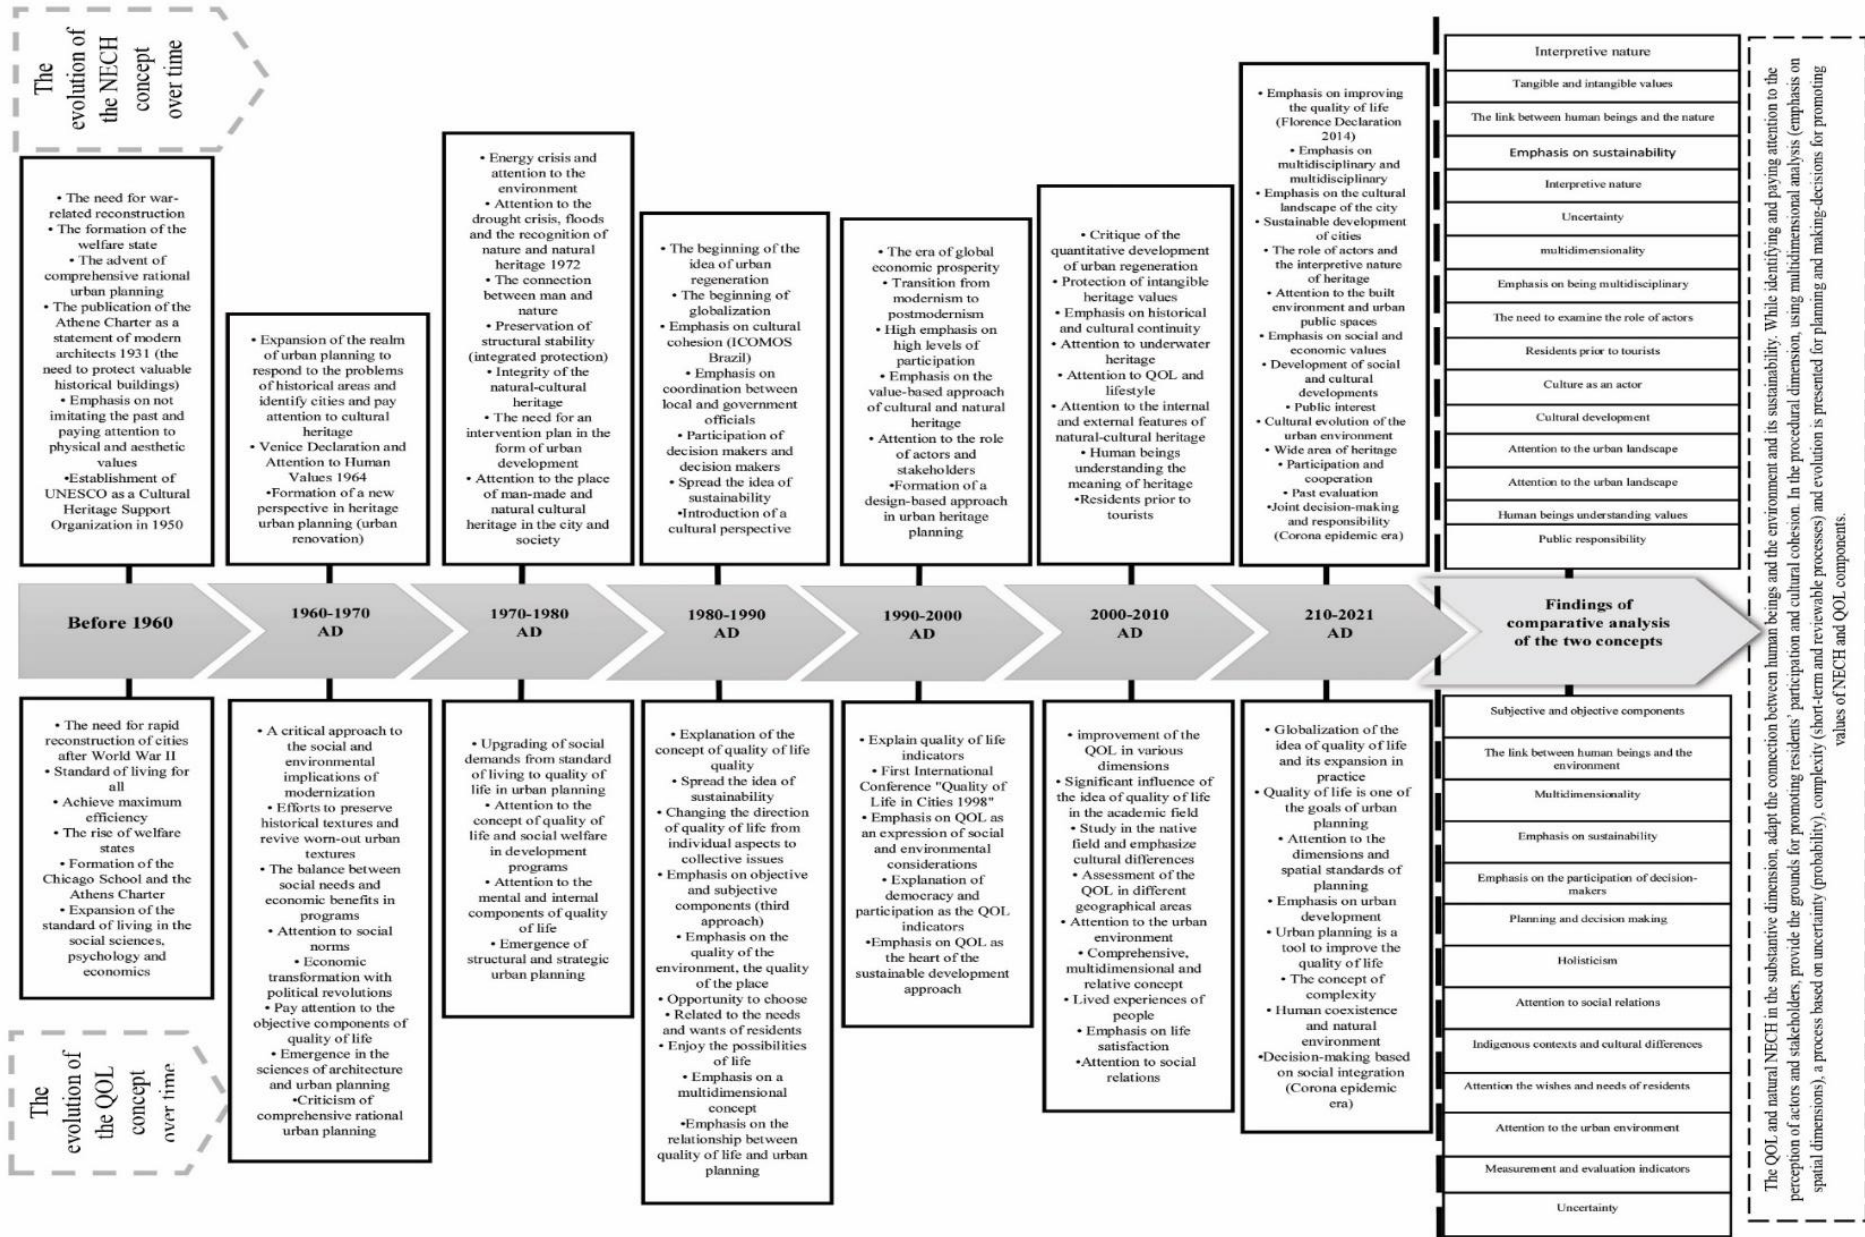 The
evolution of
the NECH
concept
over time
• The need for war-
related reconstruction
• The formation of the
welfare state
• The advent of
comprehensive rational
urban planning
• The publication of the
Athene Charter as a
statement of modern
architects 1931 (the
need to protect valuable
historical buildings)
• Emphasis on not
imitating the past and
paying attention to
physical and aesthetic
values
•Establishment of
UNESCO as a Cultural
Heritage Support
Organization in 1950
• Expansion of the realm
of urban planning to
respond to the problems
of historical areas and
identify cities and pay
attention to cultural
heritage
• Venice Declaration and
Attention to Human
Values 1964
•Formation of a new
perspective in heritage
urban planning (urban
renovation)
• Energy crisis and
attention to the
environment
• Attention to the
drought crisis, floods
and the recognition of
nature and natural
heritage 1972
• The connection
between man and
nature
• Preservation of
structural stability
(integrated protection)
• Integrity of the
natural-cultural
heritage
• The need for an
intervention plan in the
form of urban
development
• Attention to the place
of man-made and
natural cultural
heritage in the city and
society
• The beginning of the
idea of urban
regeneration
• The beginning of
globalization
• Emphasis on cultural
cohesion (ICOMOS
Brazil)
• Emphasis on
coordination between
local and government
officials
• Participation of
decision makers and
decision makers
• Spread the idea of
sustainability
•Introduction of a
cultural perspective
• The era of global
economic prosperity
• Transition from
modernism to
postmodernism
• High emphasis on
high levels of
participation
• Emphasis on the
value-based approach
of cultural and natural
heritage
• Attention to the role
of actors and
stakeholders
•Formation of a
design-based approach
in urban heritage
planning
• Critique of the
quantitative development
of urban regeneration
• Protection of intangible
heritage values
• Emphasis on historical
and cultural continuity
• Attention to underwater
heritage
• Attention to QOL and
lifestyle
• Attention to the internal
and external features of
natural-cultural heritage
• Human beings
understanding the
meaning of heritage
•Residents prior to
tourists
• Emphasis on improving
the quality of life
(Florence Declaration
2014)
• Emphasis on
multidisciplinary and
multidisciplinary
• Emphasis on the cultural
landscape of the city
• Sustainable development
of cities
• The role of actors and
the interpretive nature
of heritage
• Attention to the built
environment and urban
public spaces
• Emphasis on social and
economic values
• Development of social
and cultural
developments
• Public interest
• Cultural evolution of the
urban environment
• Wide area of heritage
• Participation and
cooperation
• Past evaluation
•Joint decision-making
and responsibility
(Corona epidemic era)
Interpretive nature
Tangible and intangible values
The link between human beings and the nature
Emphasis on sustainability
Interpretive nature
Uncertainty
multidimensionality
Emphasis on being multidisciplinary
The need to examine the role of actors
Residents prior to tourists
Culture as an actor
Cultural development
Attention to the urban landscape
Attention to the urban landscape
Human beings understanding values
Public responsibility
Before 1960
1960-1970
AD
1970-1980
AD
1980-1990
AD
1990-2000
AD
2000-2010
AD
210-2021
AD
Findings of
comparative analysis
of the two concepts
• The need for rapid
reconstruction of cities
after World War II
• Standard of living for
all
• Achieve maximum
efficiency
• The rise of welfare
states
• Formation of the
Chicago School and the
Athens Charter
• Expansion of the
standard of living in the
social sciences,
psychology and
economics
• A critical approach to
the social and
environmental
implications of
modernization
• Efforts to preserve
historical textures and
revive worn-out urban
textures
• The balance between
social needs and
economic benefits in
programs
• Attention to social
norms
• Economic
transformation with
political revolutions
• Pay attention to the
objective components of
quality of life
• Emergence in the
sciences of architecture
and urban planning
•Criticism of
comprehensive rational
urban planning
• Upgrading of social
demands from standard
of living to quality of
life in urban planning
• Attention to the
concept of quality of
life and social welfare
in development
programs
• Attention to the
mental and internal
components of quality
of life
• Emergence of
structural and strategic
urban planning
• Explanation of the
concept of quality of life
quality
• Spread the idea of
sustainability
• Changing the direction
of quality of life from
individual aspects to
collective issues
• Emphasis on objective
and subjective
components (third
approach)
• Emphasis on the
quality of the
environment, the quality
of the place
• Opportunity to choose
• Related to the needs
and wants of residents
• Enjoy the possibilities
of life
• Emphasis on a
multidimensional
concept
•Emphasis on the
relationship between
quality of life and urban
planning
• Explain quality of life
indicators
• First International
Conference "Quality of
Life in Cities 1998"
• Emphasis on QOL as
an expression of social
and environmental
considerations
• Explanation of
democracy and
participation as the QOL
indicators
•Emphasis on QOL as
the heart of the
sustainable development
approach
• improvement of the
QOL in various
dimensions
• Significant influence of
the idea of quality of life
in the academic field
• Study in the native
field and emphasize
cultural differences
• Assessment of the
QOL in different
geographical areas
• Attention to the urban
environment
• Comprehensive,
multidimensional and
relative concept
• Lived experiences of
people
• Emphasis on life
satisfaction
•Attention to social
relations
• Globalization of the
idea of quality of life
and its expansion in
practice
• Quality of life is one of
the goals of urban
planning
• Attention to the
dimensions and
spatial standards of
planning
• Emphasis on urban
development
• Urban planning is a
tool to improve the
quality of life
• The concept of
complexity
• Human coexistence
and natural
environment
•Decision-making based
on social integration
(Corona epidemic
era)
Subjective and objective components
The link between human beings and the
environment
Multidimensionality
Emphasis on sustainability
Emphasis on the participation of decision-
makers
Planning and decision making
Holisticism
Attention to social relations
Indigenous contexts and cultural differences
Attention the wishes and needs of residents
Attention to the urban environment
Measurement and evaluation indicators
Uncertainty
The
evolution of
the QOL
concept
over time
The QOL and natural NECH in the substantive dimension, adapt the connection between human beings and the environment and its sustainability. While identifying and paying attention to the
perception of actors and stakeholders, provide the grounds for promoting residents' participation and cultural cohesion. In the procedural dimension, using multidimensional analysis (emphasis on
spatial dimensions), a process based on uncertainty (probability), complexity (short-term and reviewable processes) and evolution is presented for planning and making-decisions for promoting
values of NECH and QOL components.